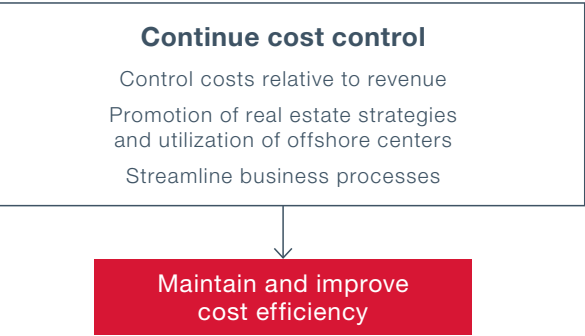 Continue cost control
Control costs relative to revenue
Promotion of real estate strategies
and utilization of offshore centers
Streamline business processes
Maintain and improve
cost efficiency